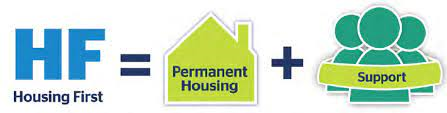 HF
Housing First
=
Permanent
Housing
+
Support